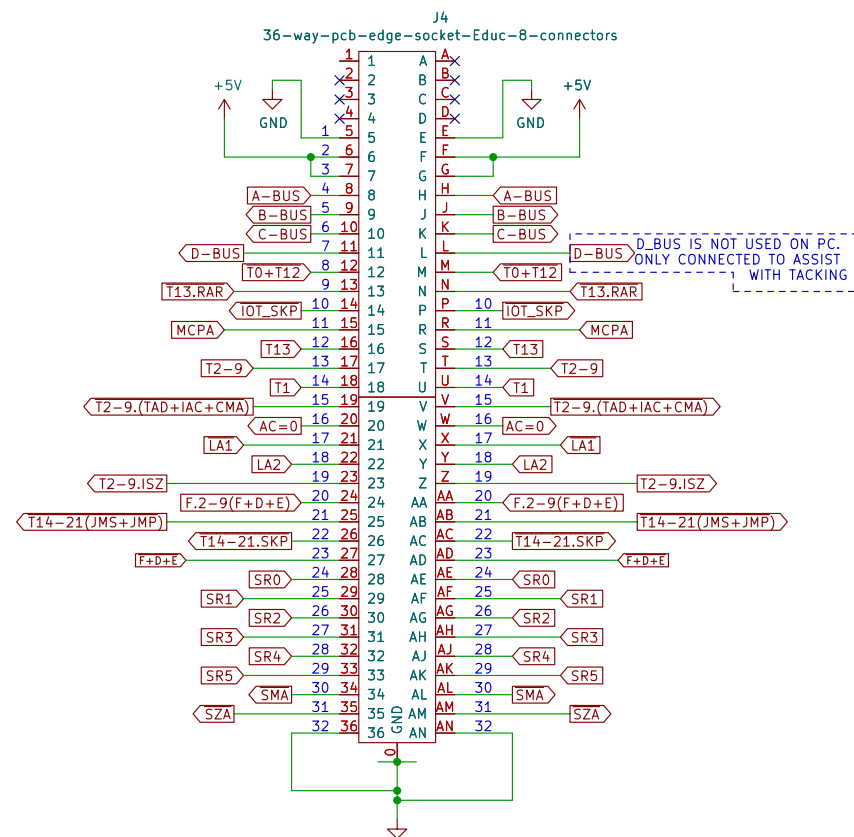 J4
36-way-pcb-edge-socket-Educ-8-connectors
1 1 A A
2 2 B B
+5V 3 3 C C +5V
GND 4 4 D D GND
1 5 5 E E
2 6 6 F F
3 7 7 G G
A-BUS 4 8 8 H H A-BUS
B-BUS 5 9 9 J J B-BUS
C-BUS 6 10 10 K K C-BUS
D_BUS IS NOT USED ON PC.
D-BUS 7 11 11 L L D-BUS
ONLY CONNECTED TO ASSIST
T0+T12 8 12 12 M M T0+T12
WITH TACKING
T13.RAR 9 13 13 N N T13.RAR
IOT_SKP 10 14 14 P P 10 IOT_SKP
MCPA 11 15 15 R R 11 MCPA
T13 12 16 16 S S 12 T13
T2-9 13 17 17 T T 13 T2-9
T1 14 18 18 U U 14 T1
T2-9.(TAD+IAC+CMA) 15 19 19 V V 15 T2-9.(TAD+IAC+CMA)
AC=0 16 20 20 W W 16 AC=0
LA1 17 21 21 X X 17 LA1
LA2 18 22 22 Y Y 18 LA2
T2-9.ISZ 19 23 23 Z Z 19 T2-9.ISZ
F.2-9(F+D+E) 20 24 24 AA AA 20 F.2-9(F+D+E)
T14-21(JMS+JMP) 21 25 25 AB AB 21 T14-21(JMS+JMP)
T14-21.SKP 22 26 26 AC AC 22 T14-21.SKP
F+D+E 23 27 27 AD AD 23 F+D+E
SR0 24 28 28 AE AE 24 SR0
SR1 25 29 29 AF AF 25 SR1
SR2 26 30 30 AG AG 26 SR2
SR3 27 31 31 AH AH 27 SR3
SR4 28 32 32 AJ AJ 28 SR4
SR5 29 33 33 AK AK 29 SR5
SMA 30 34 34 AL AL 30 SMA
SZA 31 35 35 AM AM 31 SZA
32 36 36 GND AN AN 32
0